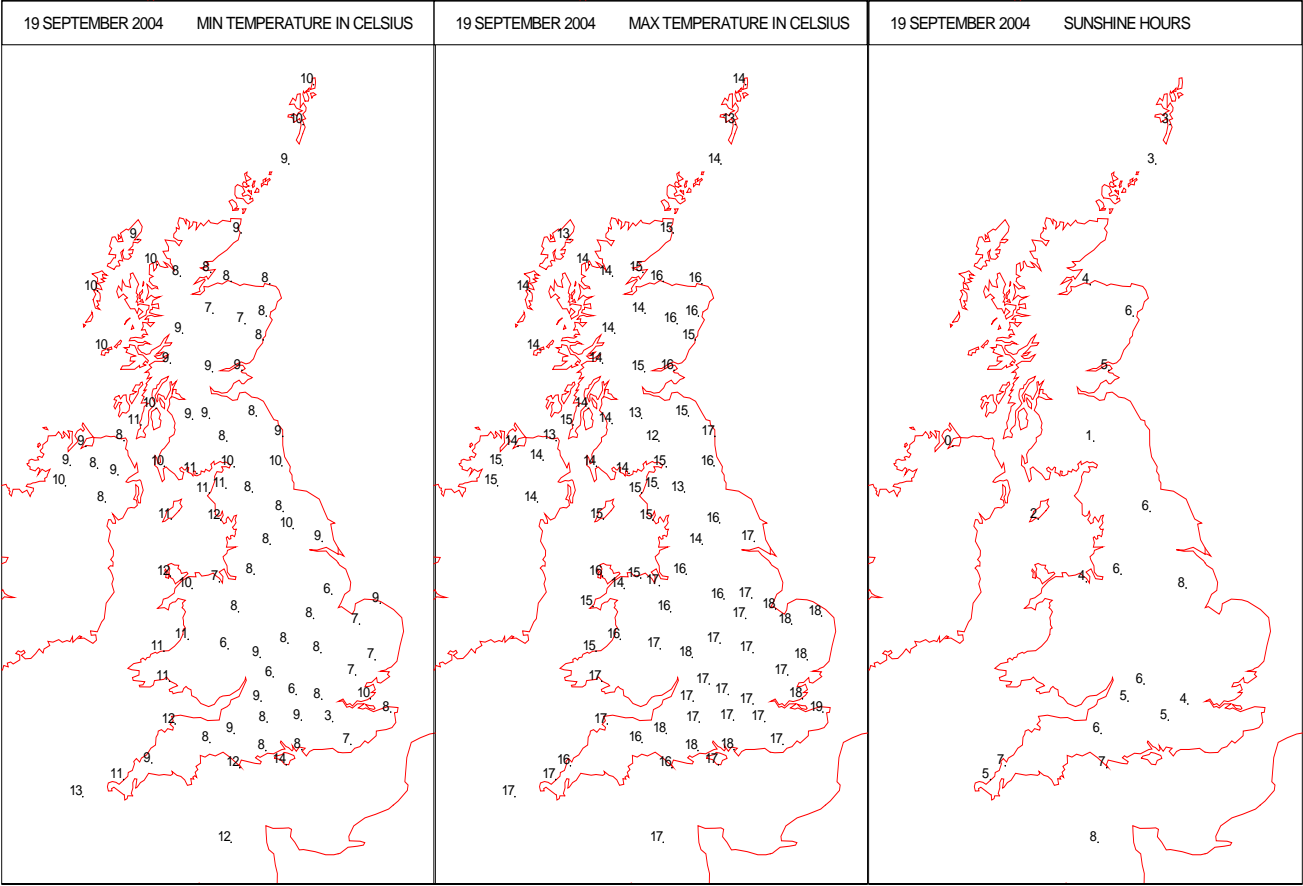 19 SEPTEMBER 2004 MIN TEMPERATURE IN CELSIUS
10.
10.
9.
9. 9.
10. 8. 8. 8. 8.
10.
7. 7. 8.
9. 8.
10. 9. 9. 9.
10. 9. 9. 8.
11. 8. 9. 8. 9.
9. 8. 9. 10. 11. 10. 10.
10. 8. 11. 11. 8.
11. 12. 8. 10.
8. 9.
12. 10. 7. 8.
6. 9.
8. 8. 7.
11. 11. 6. 8. 8.
9. 7.
11. 6. 7.
9. 6. 8. 10.
12. 8. 9. 3. 8.
9. 8. 8. 8. 7.
11. 9. 12. 14.
13.
12.
19 SEPTEMBER 2004 MAX TEMPERATURE IN CELSIUS
14.
13.
14.
13. 15.
14. 14. 15. 16. 16.
14.
14. 16. 16.
14. 15.
14. 14. 15. 16.
14. 13. 15.
15. 14. 12. 17.
14. 13. 15. 14. 14. 14. 15. 15.
15. 14. 15. 15. 13.
15. 15. 16.
14. 17.
16. 14. 15. 17. 16.
15. 16. 16. 17. 18.
17. 18. 18.
15. 16. 17. 17. 17.
18. 18.
17. 17. 17.
17. 17. 17. 18. 19.
17. 18. 17. 17. 17.
16. 18. 18. 17.
16. 16. 16. 17.
17.
17.
19 SEPTEMBER 2004 SUNSHINE HOURS
3.
3.
4.
6.
5.
0. 1.
2. 6.
4. 6. 8.
6.
5. 4.
6. 5.
5. 7. 7.
8.